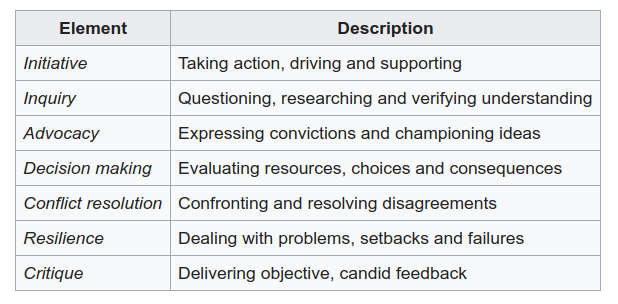 Element Description
Initiative Taking action, driving and supporting
Inquiry Questioning, researching and verifying understanding
Advocacy Expressing convictions and championing ideas
Decision making Evaluating resources, choices and consequences
Conflict resolution Confronting and resolving disagreements
Resilience Dealing with problems, setbacks and failures
Critique Delivering objective, candid feedback